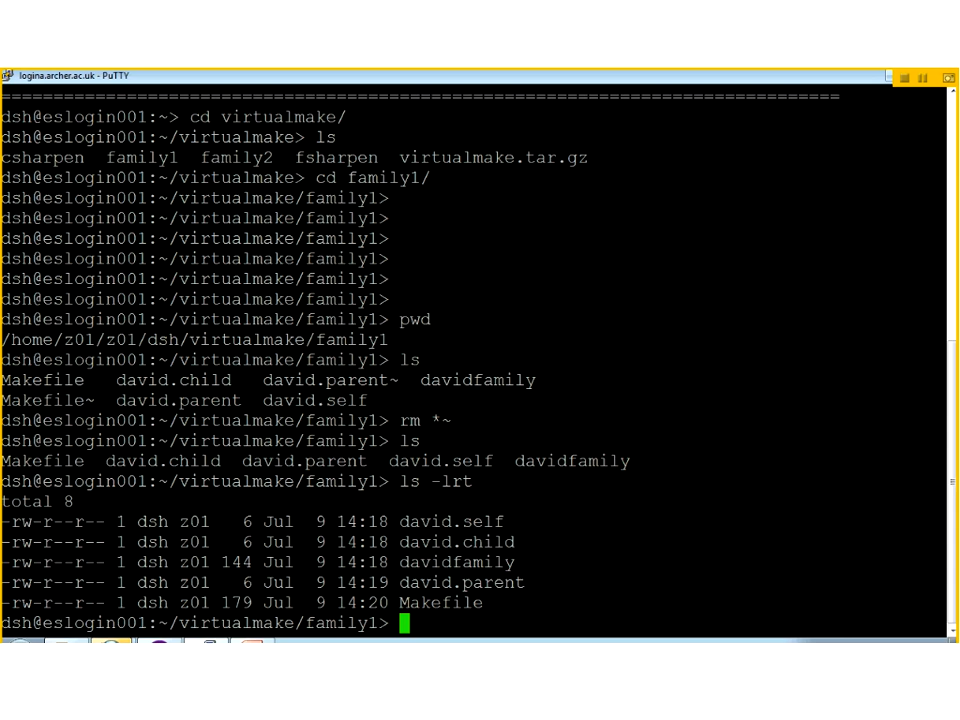 logina.archer.ac.uk - PuTTY
================================================================================
dsh@eslogin001:~> cd virtualmake/
dsh@eslogin001:~/virtualmake> ls
csharpen  family1  family2  fsharpen  virtualmake.tar.gz
dsh@eslogin001:~/virtualmake> cd family1/
dsh@eslogin001:~/virtualmake/family1>
dsh@eslogin001:~/virtualmake/family1>
dsh@eslogin001:~/virtualmake/family1>
dsh@eslogin001:~/virtualmake/family1>
dsh@eslogin001:~/virtualmake/family1>
dsh@eslogin001:~/virtualmake/family1>
dsh@eslogin001:~/virtualmake/family1> pwd
/home/z01/z01/dsh/virtualmake/family1
dsh@eslogin001:~/virtualmake/family1> ls
Makefile   david.child   david.parent~  davidfamily
Makefile~  david.parent  david.self
dsh@eslogin001:~/virtualmake/family1> rm *~
dsh@eslogin001:~/virtualmake/family1> ls
Makefile  david.child  david.parent  david.self  davidfamily
dsh@eslogin001:~/virtualmake/family1> ls -lrt
total 8
-rw-r--r-- 1 dsh z01   6 Jul  9 14:18 david.self
-rw-r--r-- 1 dsh z01   6 Jul  9 14:18 david.child
-rw-r--r-- 1 dsh z01 144 Jul  9 14:18 davidfamily
-rw-r--r-- 1 dsh z01   6 Jul  9 14:19 david.parent
-rw-r--r-- 1 dsh z01 179 Jul  9 14:20 Makefile
dsh@eslogin001:~/virtualmake/family1>